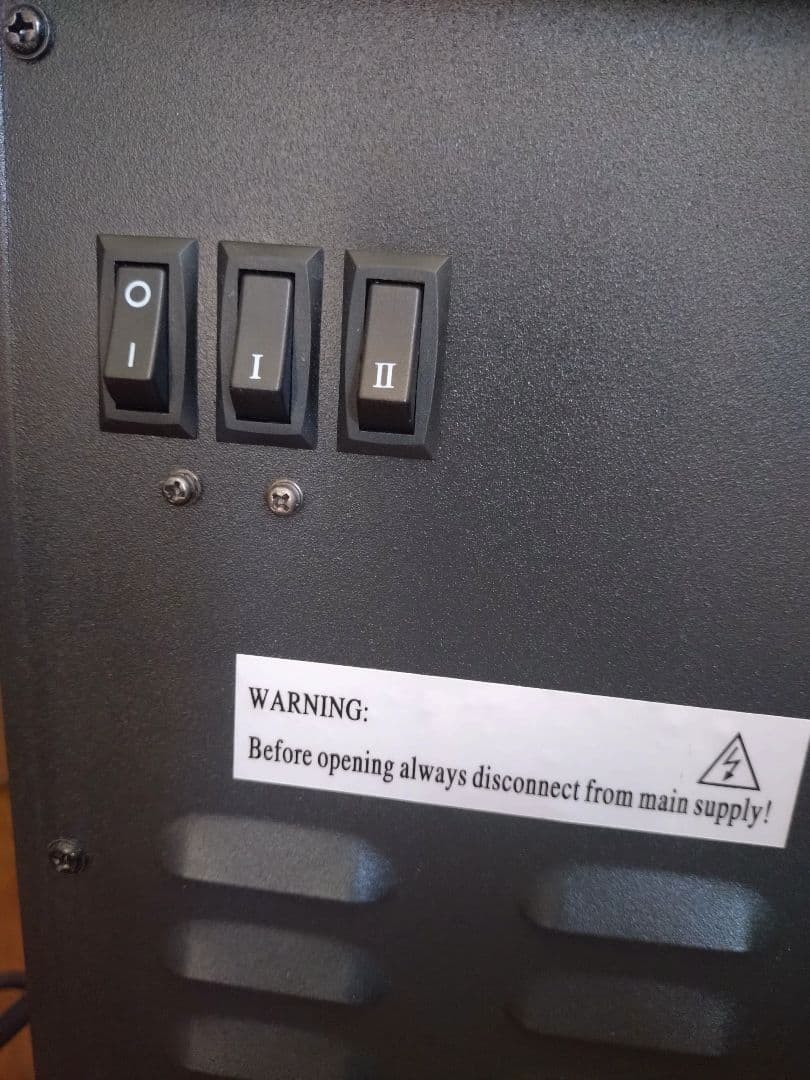 O
I
I
II
WARNING:
Before opening always disconnect from main supply!